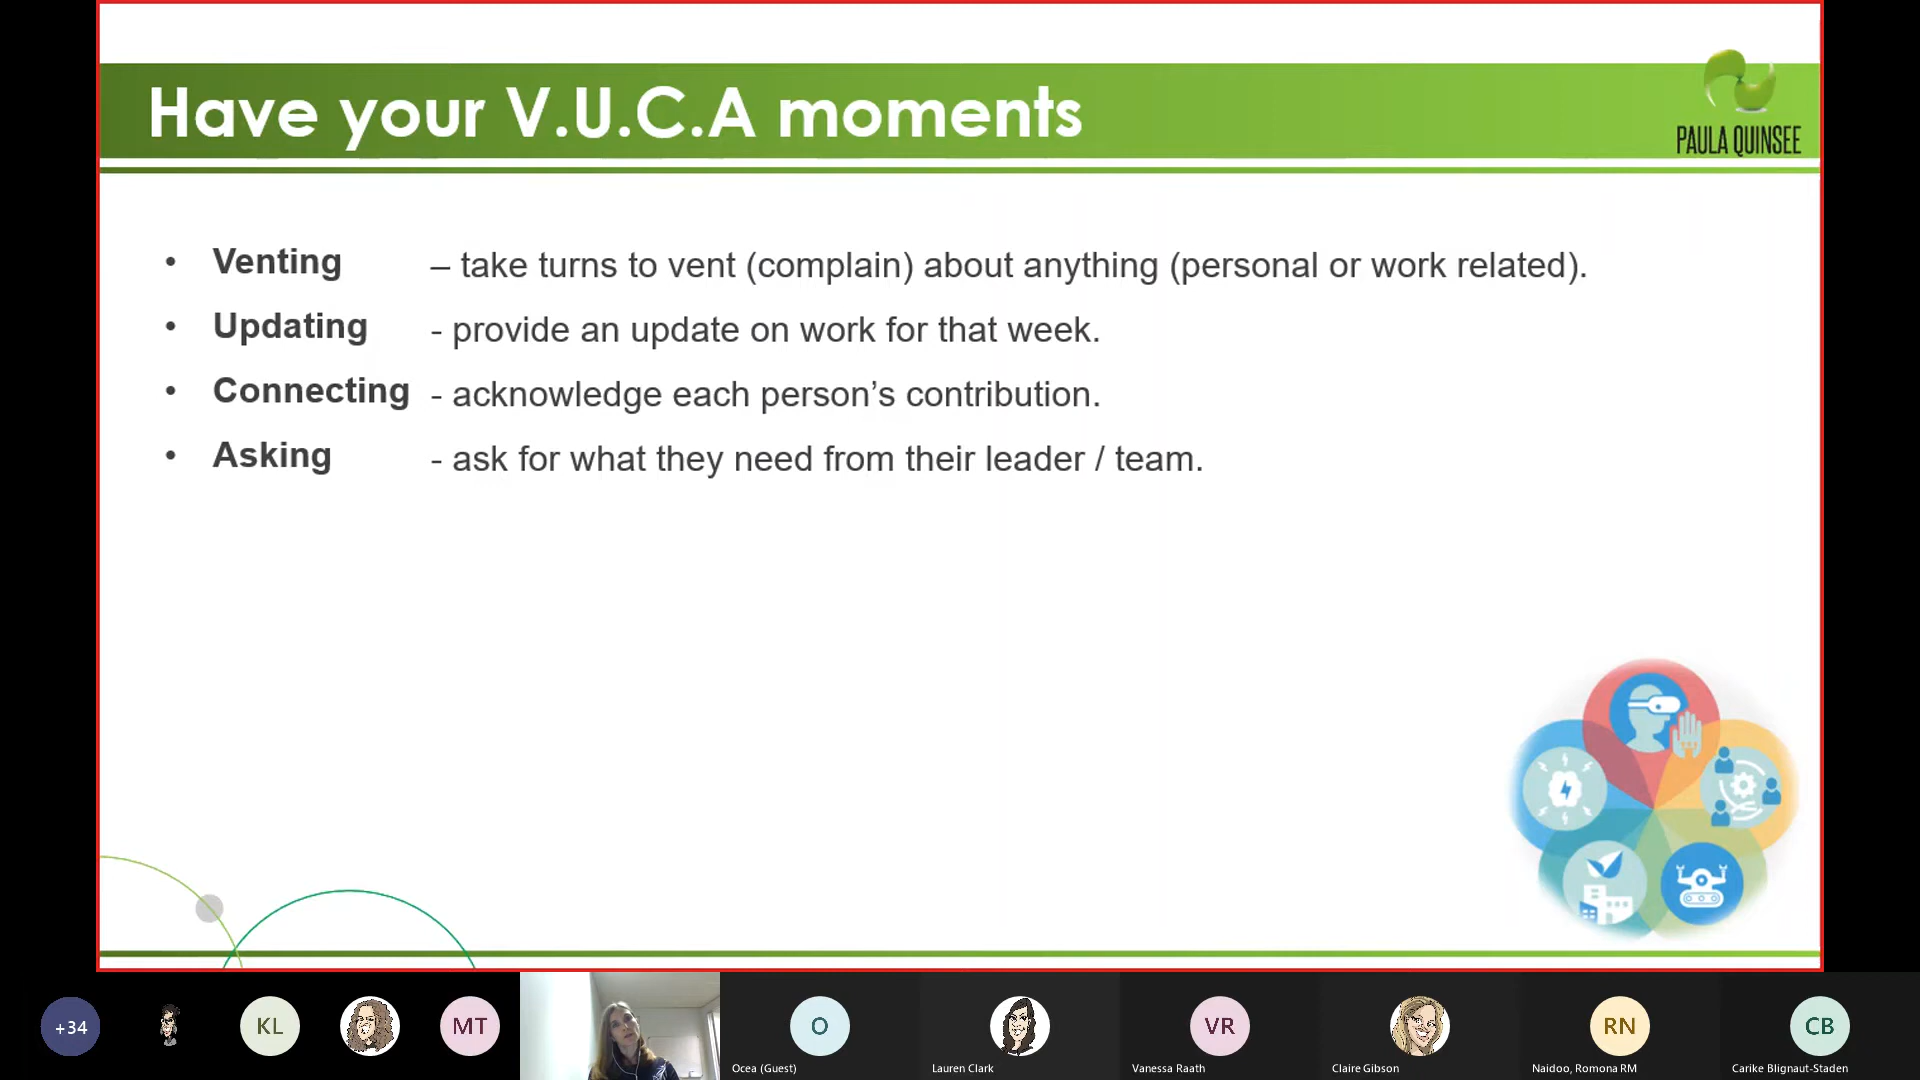 Have your V.U.C.A moments
PAULA QUINSEE
• Venting – take turns to vent (complain) about anything (personal or work related).
• Updating - provide an update on work for that week.
• Connecting - acknowledge each person’s contribution.
• Asking - ask for what they need from their leader / team.
+34
KL
MT
O
VR
RN
CB
Ocea (Guest)
Lauren Clark
Vanessa Raath
Claire Gibson
Naidoo, Romona RM
Carike Blignaut-Staden